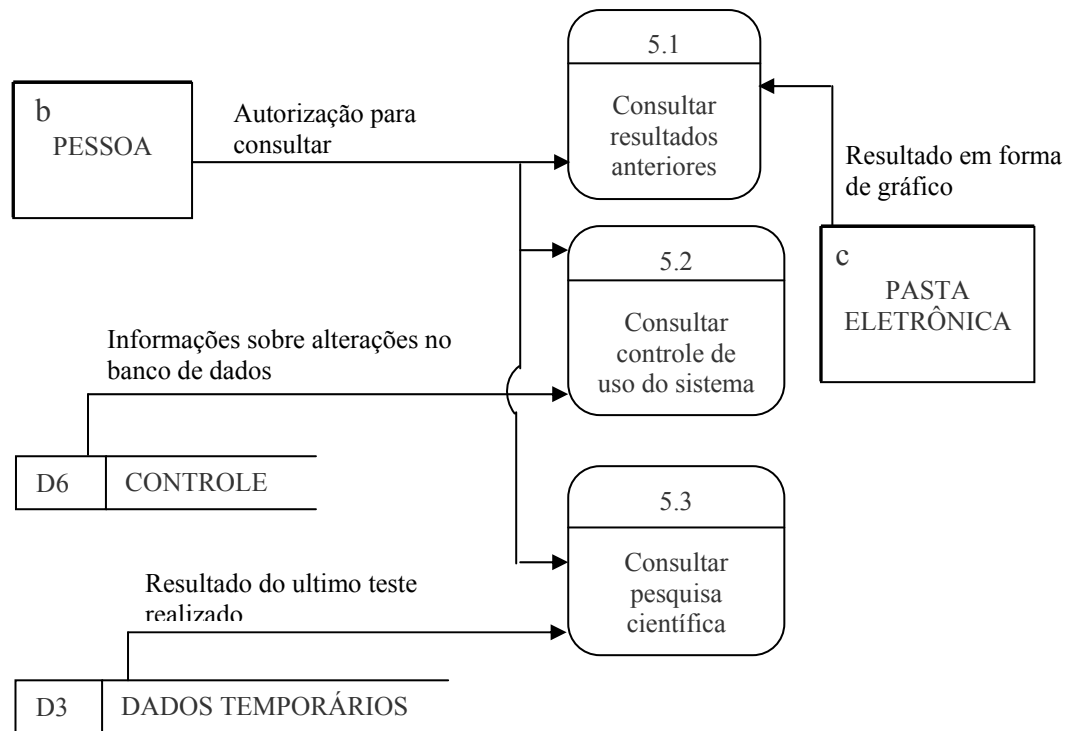 5.1
Consultar
resultados
anteriores
b
PESSOA
Autorização para
consultar
Resultado em forma
de gráfico
c
PASTA
ELETRÔNICA
5.2
Consultar
controle de
uso do sistema
Informações sobre alterações no
banco de dados
D6 CONTROLE
5.3
Consultar
pesquisa
científica
Resultado do ultimo teste
realizado
D3 DADOS TEMPORÁRIOS